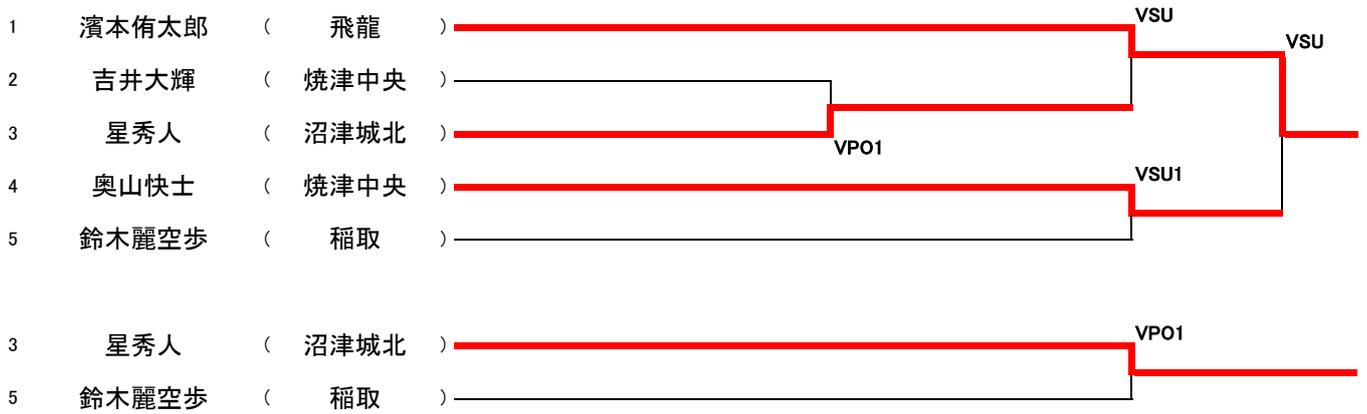 1 濱本侑太郎 ( 飛龍 ) VSU
VSU
2 吉井大輝 ( 焼津中央 )
3 星秀人 ( 沼津城北 ) VPO1
4 奥山快士 ( 焼津中央 ) VSU1
5 鈴木麗空歩 ( 稲取 )
3 星秀人 ( 沼津城北 ) VPO1
5 鈴木麗空歩 ( 稲取 )